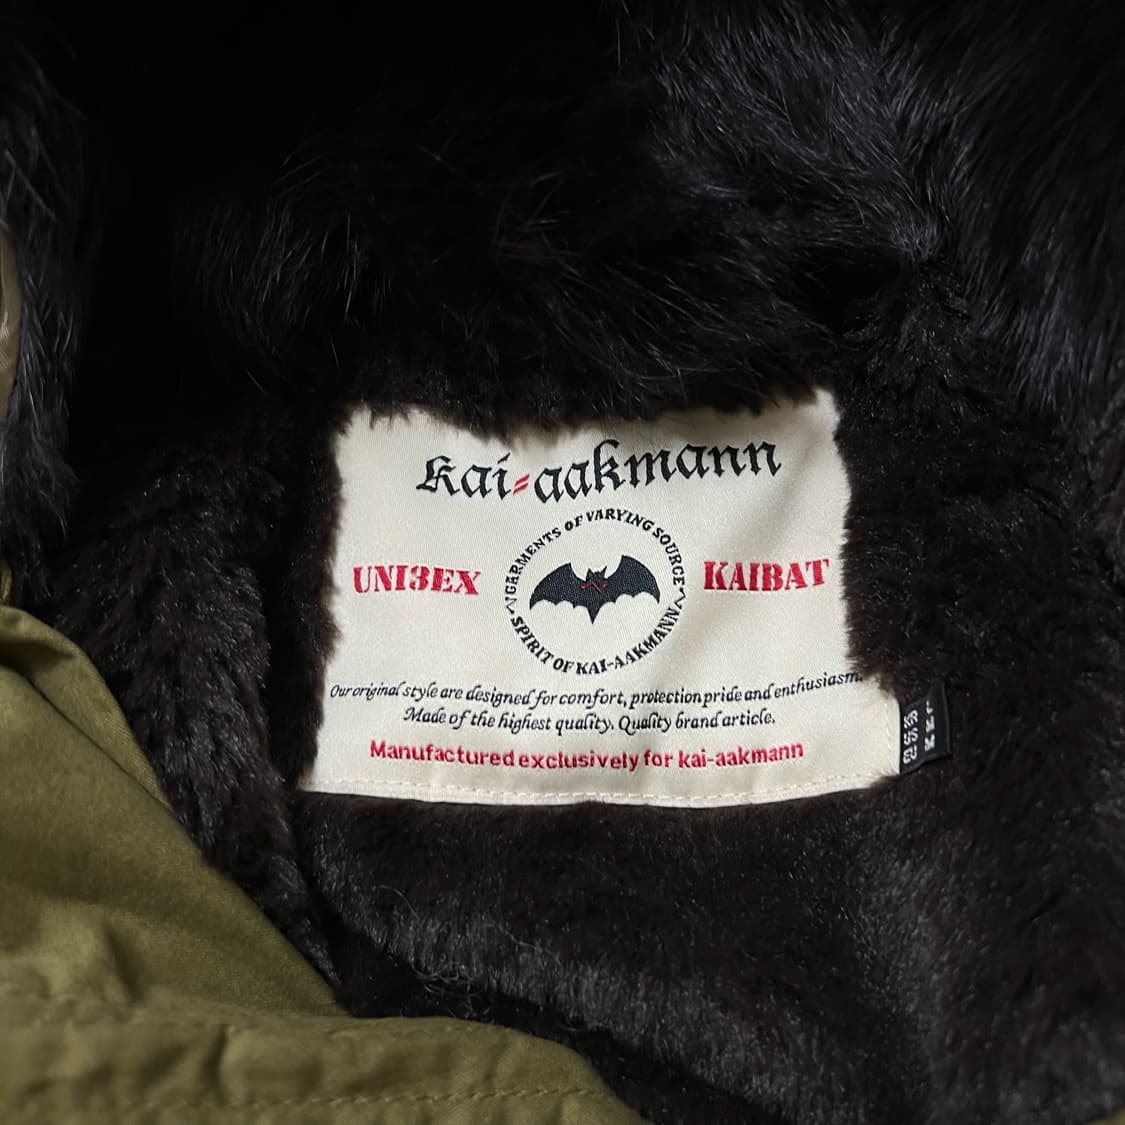 kai=aakmann
GARMENTS OF VARYING SOURCE
UNI3EX
KAIBAT
SPIRIT OF KAI-AAKMANN
Our original style are designed for comfort, protection pride and enthusiasm.
Made of the highest quality. Quality brand article.
Manufactured exclusively for kai-aakmann